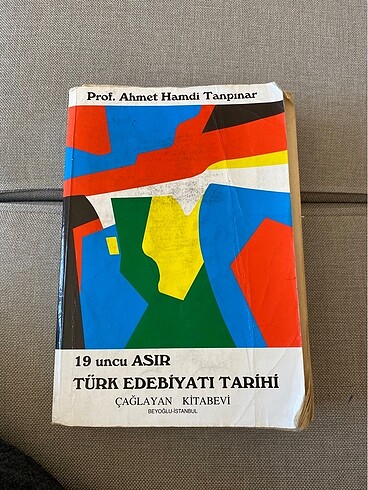 Prof. Ahmet Hamdi Tanpınar
19 uncu ASIR
TÜRK EDEBİYATI TARİHİ
ÇAĞLAYAN KİTABEVİ
BEYOĞLU-İSTANBUL